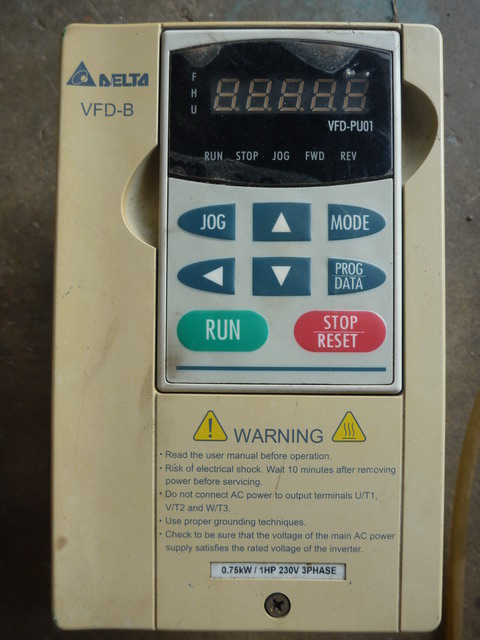 DELTA
VFD-B
F
H
U
8.8.8.8.8.
VFD-PU01
RUN STOP JOG FWD REV
JOG ▲ MODE
◀ ▼ PROG
DATA
RUN STOP
RESET
WARNING
• Read the user manual before operation.
• Risk of electrical shock. Wait 10 minutes after removing
power before servicing.
• Do not connect AC power to output terminals U/T1,
V/T2 and W/T3.
• Use proper grounding techniques.
• Check to be sure that the voltage of the main AC power
supply satisfies the rated voltage of the inverter.
0.75kW / 1HP 230V 3PHASE